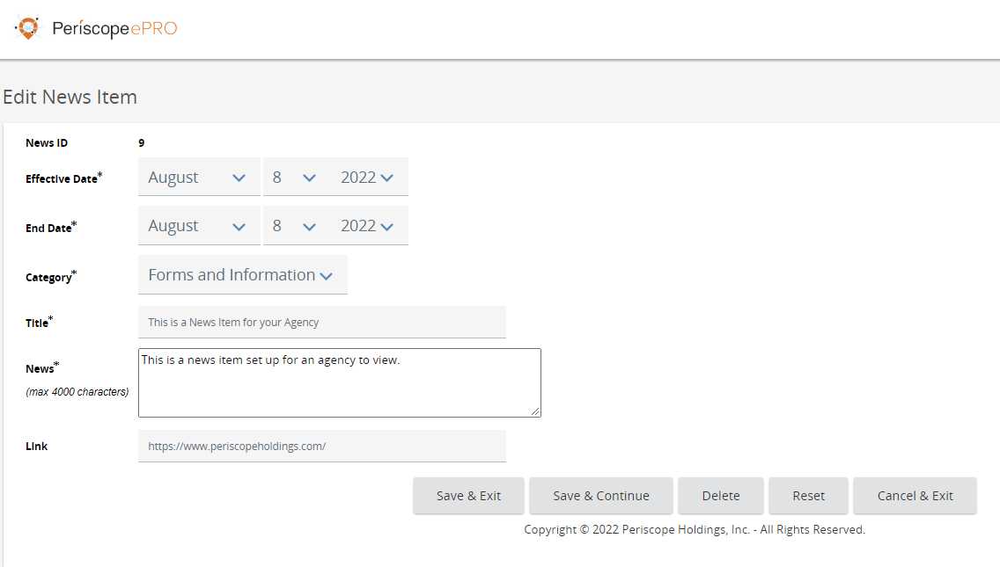 Periscope ePRO
Edit News Item
News ID 9
Effective Date* August 8 2022
End Date* August 8 2022
Category* Forms and Information
Title* This is a News Item for your Agency
News* This is a news item set up for an agency to view.
(max 4000 characters)
Link https://www.periscopeholdings.com/
Save & Exit Save & Continue Delete Reset Cancel & Exit
Copyright © 2022 Periscope Holdings, Inc. - All Rights Reserved.